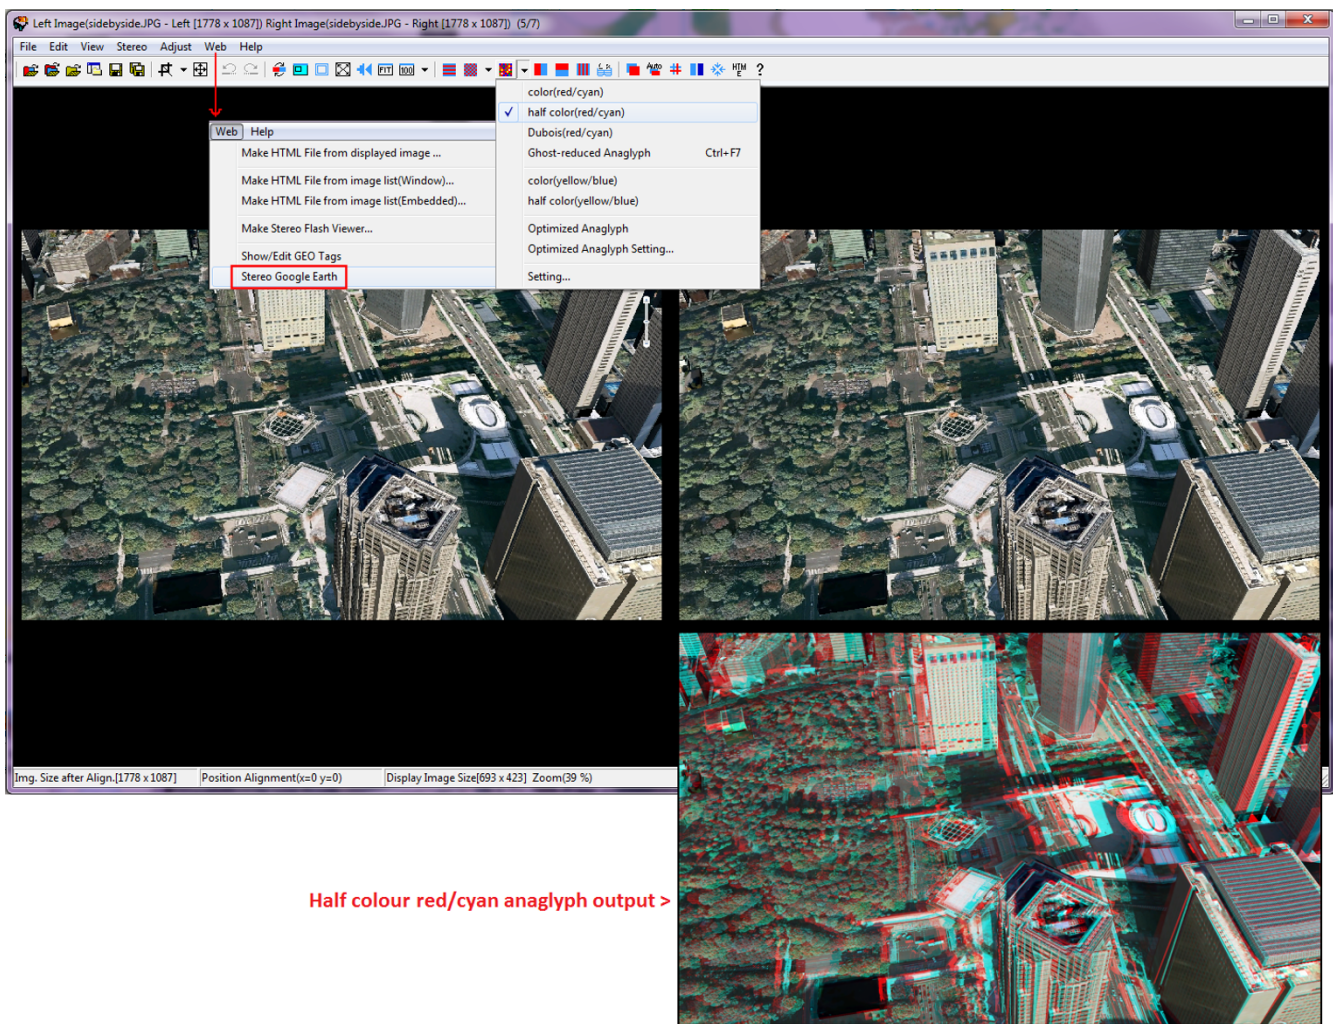 Left Image(sidebyside.JPG - Left [1778 x 1087]) Right Image(sidebyside.JPG - Right [1778 x 1087]) (5/7)
File Edit View Stereo Adjust Web Help
FIT 100 Auto HTM E ?
color(red/cyan)
✓ half color(red/cyan)
Dubois(red/cyan)
Ghost-reduced Anaglyph Ctrl+F7
color(yellow/blue)
half color(yellow/blue)
Optimized Anaglyph
Optimized Anaglyph Setting...
Setting...
Web Help
Make HTML File from displayed image ...
Make HTML File from image list(Window)...
Make HTML File from image list(Embedded)...
Make Stereo Flash Viewer...
Show/Edit GEO Tags
Stereo Google Earth
Img. Size after Align.[1778 x 1087] Position Alignment(x=0 y=0) Display Image Size[693 x 423] Zoom(39 %)
Half colour red/cyan anaglyph output >